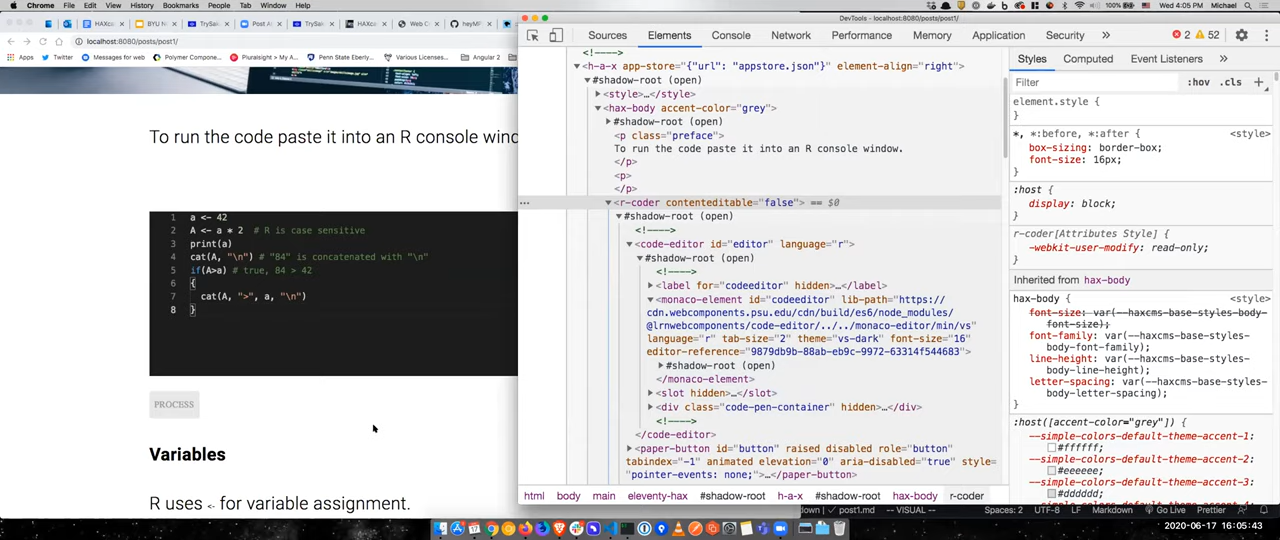 Chrome File Edit View History Bookmarks People Tab Window Help
100% Wed 4:05 PM Michael
localhost:8080/posts/post1/
Apps Twitter Messages for web Polymer Compone... Pluralsight > Penn State Eberly... Various Licenses... Angular 2
To run the code paste it into an R console wind
1 a <- 42
2 A <- a * 2 # R is case sensitive
3 print(a)
4 cat(A, "\n") # "84" is concatenated with "\n"
5 if(A>a) # true, 84 > 42
6 {
7 cat(A, ">", a, "\n")
8 }
PROCESS
Variables
R uses <- for variable assignment.
DevTools - localhost:8080/posts/post1/
Sources Elements Console Network Performance Memory Application Security » 2 52
<!---->
<h-a-x app-store="{"url": "appstore.json"}" element-align="right">
#shadow-root (open)
<style>…</style>
<hax-body accent-color="grey">
#shadow-root (open)
<p class="preface">
To run the code paste it into an R console window.
</p>
<p>
</p>
<r-coder contenteditable="false"> == $0
#shadow-root (open)
<!---->
<code-editor id="editor" language="r">
#shadow-root (open)
<!---->
<label for="codeeditor" hidden>…</label>
<monaco-element id="codeeditor" lib-path="https://
cdn.webcomponents.psu.edu/cdn/build/es6/node_modules/
@lrnwebcomponents/code-editor/../../monaco-editor/min/vs"
language="r" tab-size="2" theme="vs-dark" font-size="16"
editor-reference="9879db9b-88ab-eb9c-9972-63314f544683">
#shadow-root (open)
</monaco-element>
<slot hidden>…</slot>
<div class="code-pen-container" hidden>…</div>
<!---->
</code-editor>
<paper-button id="button" raised disabled role="button"
tabindex="-1" animated elevation="0" aria-disabled="true" style=
"pointer-events: none;">…</paper-button>
html body main eleventy-hax #shadow-root h-a-x #shadow-root hax-body r-coder
Styles Computed Event Listeners »
Filter :hov .cls +
element.style {
}
*, *:before, *:after { <style>
box-sizing: border-box;
font-size: 16px;
}
:host { <style>
display: block;
}
r-coder[Attributes Style] {
-webkit-user-modify: read-only;
}
Inherited from hax-body
hax-body { <style>
font-size: var(--haxcms-base-styles-body-
font-size);
font-family: var(--haxcms-base-styles-
body-font-family);
line-height: var(--haxcms-base-styles-
body-line-height);
letter-spacing: var(--haxcms-base-styles-
body-letter-spacing);
}
:host([accent-color="grey"]) { <style>
--simple-colors-default-theme-accent-1:
#ffffff;
--simple-colors-default-theme-accent-2:
#eeeeee;
--simple-colors-default-theme-accent-3:
#dddddd;
post1.md -- VISUAL -- Spaces: 2 UTF-8 LF Markdown Go Live Prettier
2020-06-17 16:05:43